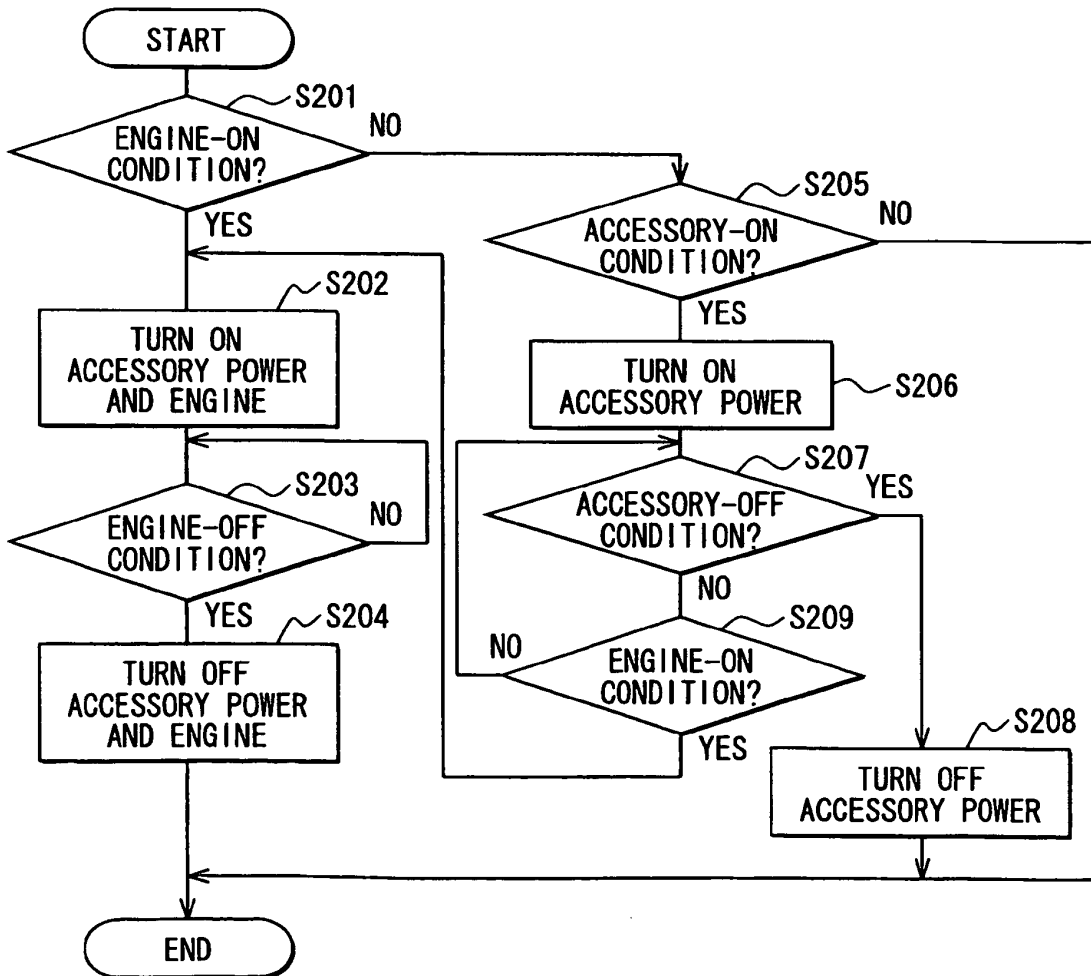 START
S201
ENGINE-ON
CONDITION?
NO
YES
S202
TURN ON
ACCESSORY POWER
AND ENGINE
S203
ENGINE-OFF
CONDITION?
NO
YES
S204
TURN OFF
ACCESSORY POWER
AND ENGINE
S205
ACCESSORY-ON
CONDITION?
NO
YES
TURN ON
ACCESSORY POWER
S206
S207
ACCESSORY-OFF
CONDITION?
YES
NO
S209
ENGINE-ON
CONDITION?
NO
YES
S208
TURN OFF
ACCESSORY POWER
END